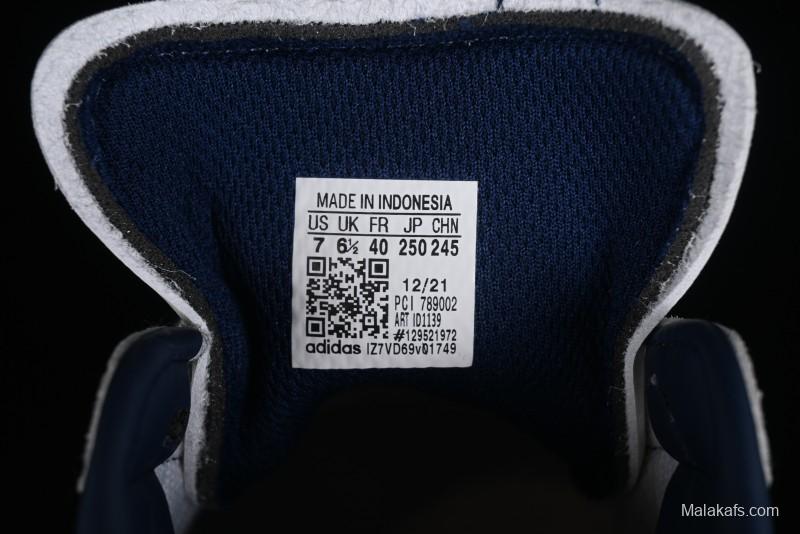 MADE IN INDONESIA
US UK FR JP CHN
7 6½ 40 250 245
12/21
PCI 789002
ART ID1139
#129521972
adidas IZ7VD69v01749
Malakafs.com